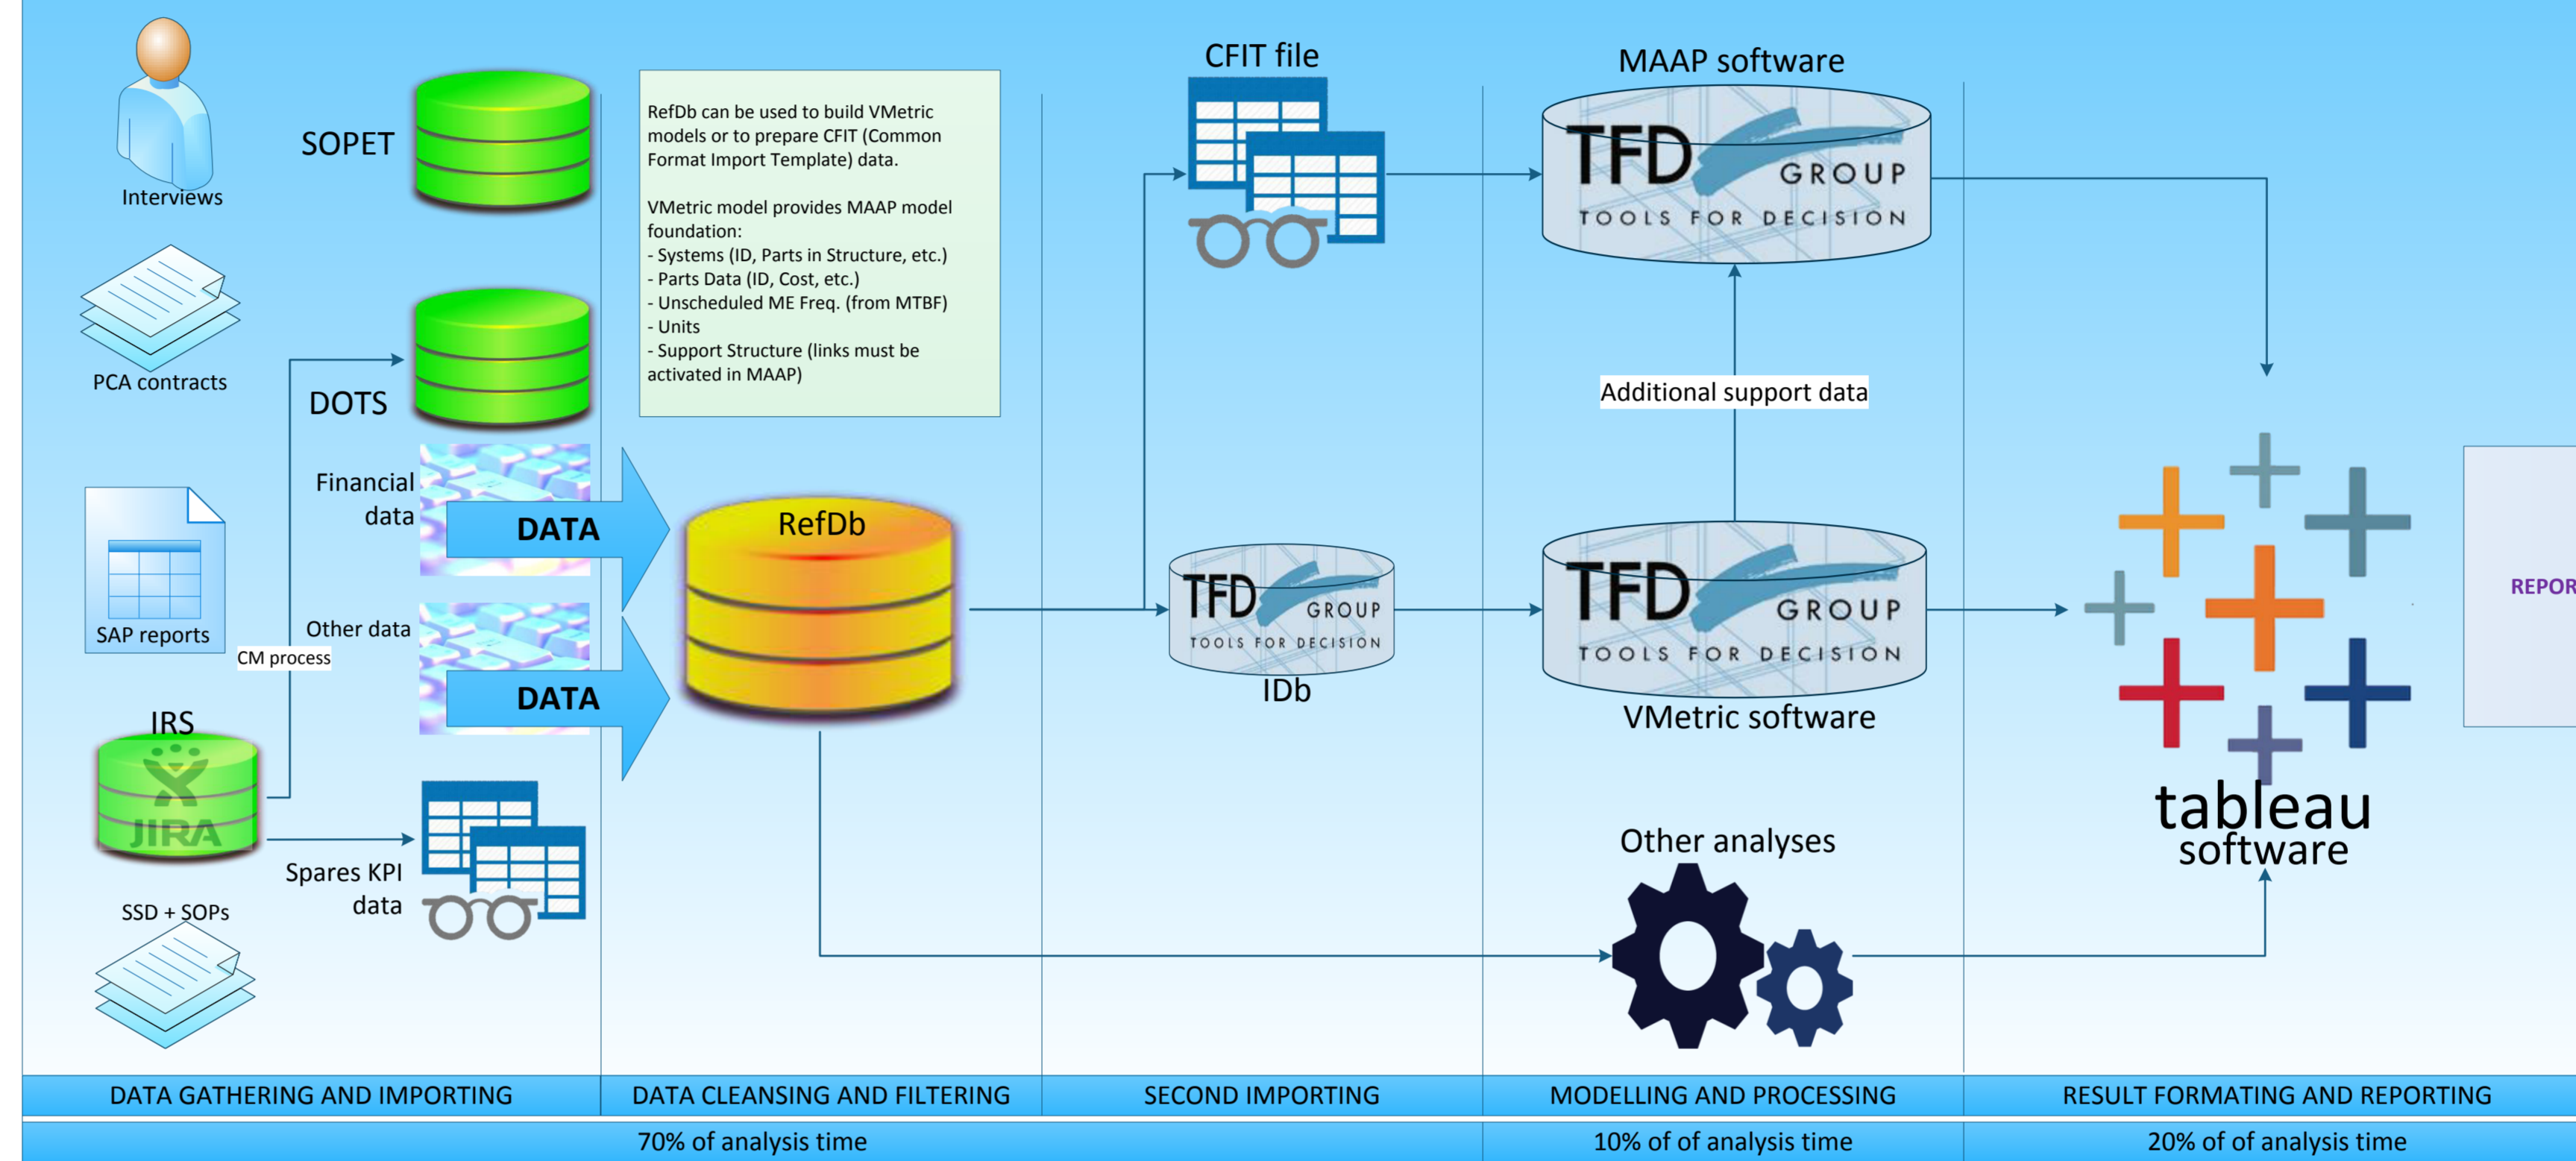 Interviews
SOPET
PCA contracts
DOTS
Financial
data
DATA
SAP reports
Other data
CM process
DATA
IRS
JIRA
Spares KPI
data
SSD + SOPs
RefDb can be used to build VMetric
models or to prepare CFIT (Common
Format Import Template) data.
VMetric model provides MAAP model
foundation:
- Systems (ID, Parts in Structure, etc.)
- Parts Data (ID, Cost, etc.)
- Unscheduled ME Freq. (from MTBF)
- Units
- Support Structure (links must be
activated in MAAP)
RefDb
CFIT file
TFD GROUP
TOOLS FOR DECISION
IDb
MAAP software
TFD GROUP
TOOLS FOR DECISION
Additional support data
TFD GROUP
TOOLS FOR DECISION
VMetric software
Other analyses
tableau
software
REPOR
DATA GATHERING AND IMPORTING
DATA CLEANSING AND FILTERING
SECOND IMPORTING
MODELLING AND PROCESSING
RESULT FORMATING AND REPORTING
70% of analysis time
10% of of analysis time
20% of of analysis time